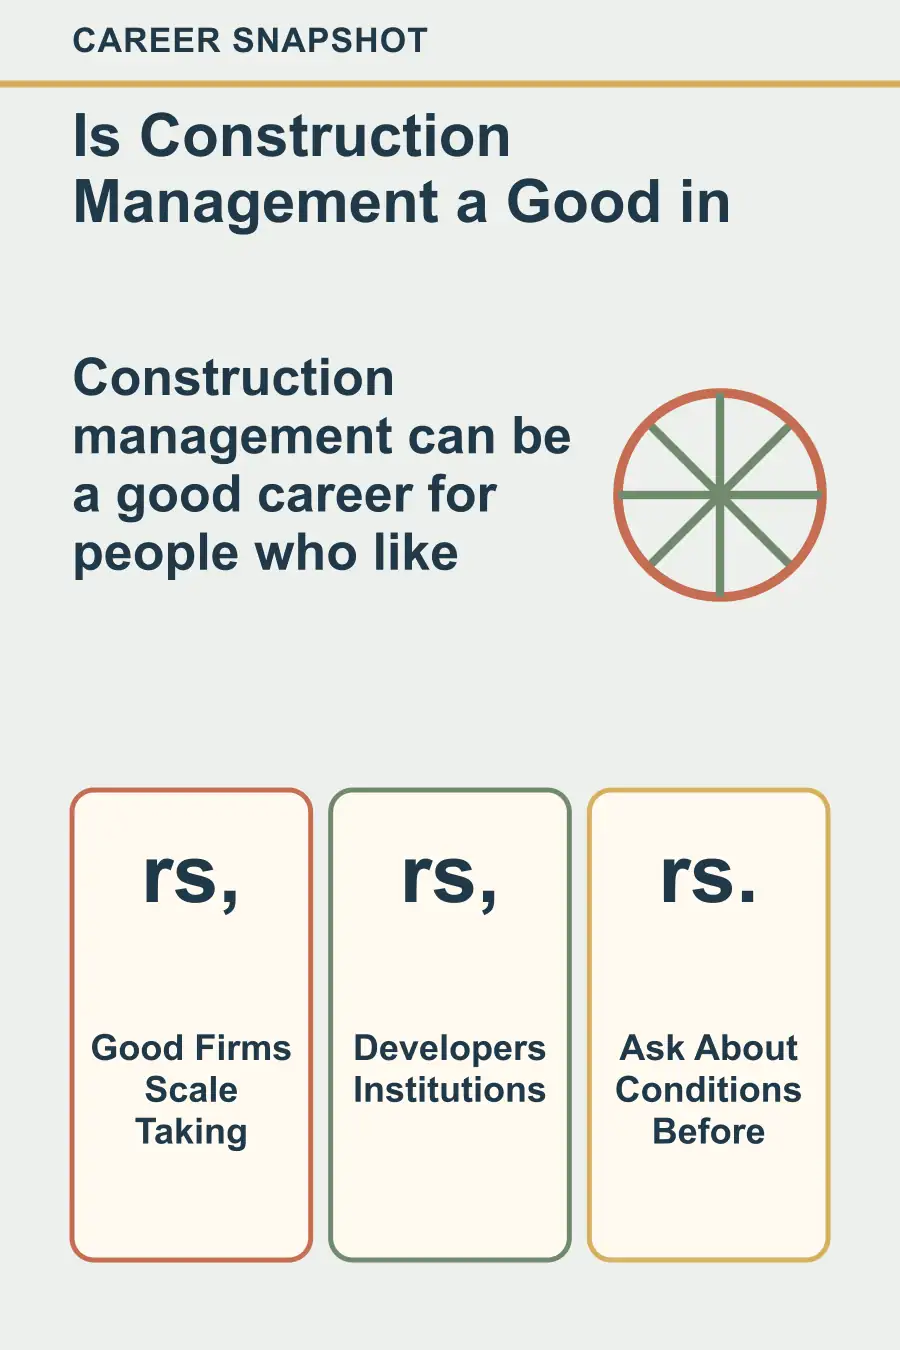 CAREER SNAPSHOT
Is Construction
Management a Good in
Construction
management can be
a good career for
people who like
rs,
Good Firms
Scale
Taking
rs,
Developers
Institutions
rs.
Ask About
Conditions
Before